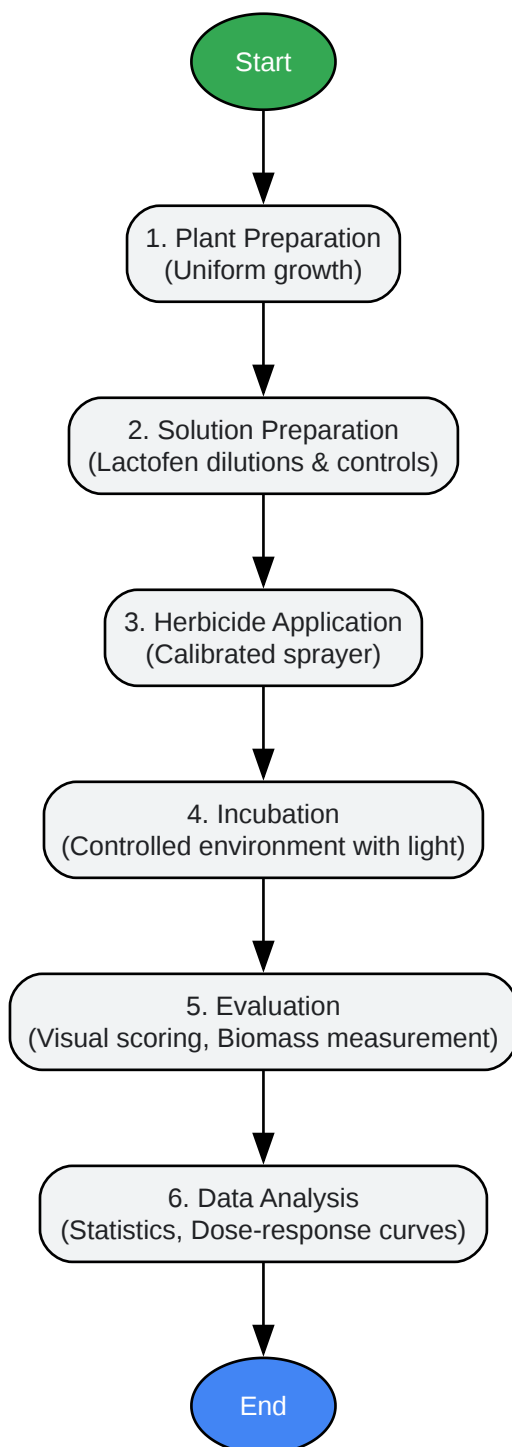 Start
1. Plant Preparation
(Uniform growth)
2. Solution Preparation
(Lactofen dilutions & controls)
3. Herbicide Application
(Calibrated sprayer)
4. Incubation
(Controlled environment with light)
5. Evaluation
(Visual scoring, Biomass measurement)
6. Data Analysis
(Statistics, Dose-response curves)
End